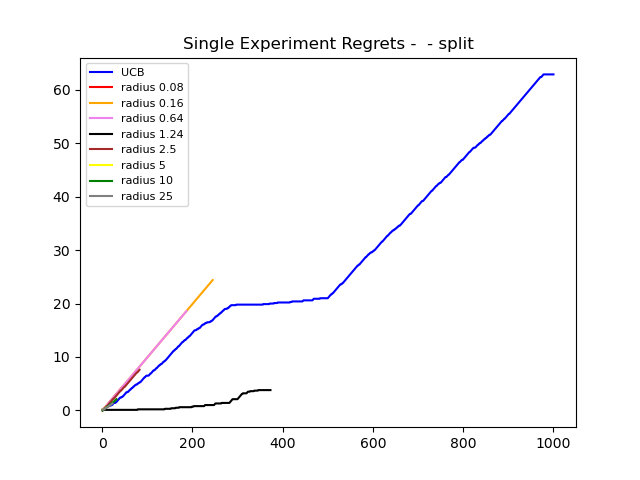 Single Experiment Regrets -  - split
UCB
radius 0.08
radius 0.16
radius 0.64
radius 1.24
radius 2.5
radius 5
radius 10
radius 25
60
50
40
30
20
10
0
0 200 400 600 800 1000